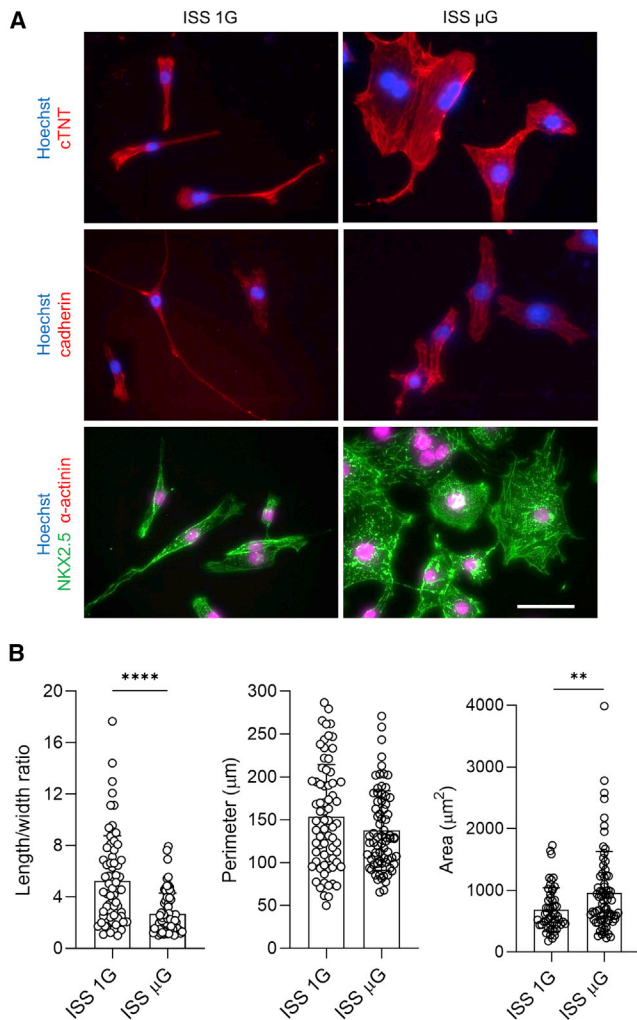 A
ISS 1G
ISS µG
Hoechst
cTNT
Hoechst
cadherin
Hoechst
NKX2.5 α-actinin
B
****
20
16
12
8
4
0
Length/width ratio
ISS 1G
ISS µG
300
250
200
150
100
50
0
Perimeter (µm)
ISS 1G
ISS µG
**
4000
3000
2000
1000
0
Area (µm²)
ISS 1G
ISS µG